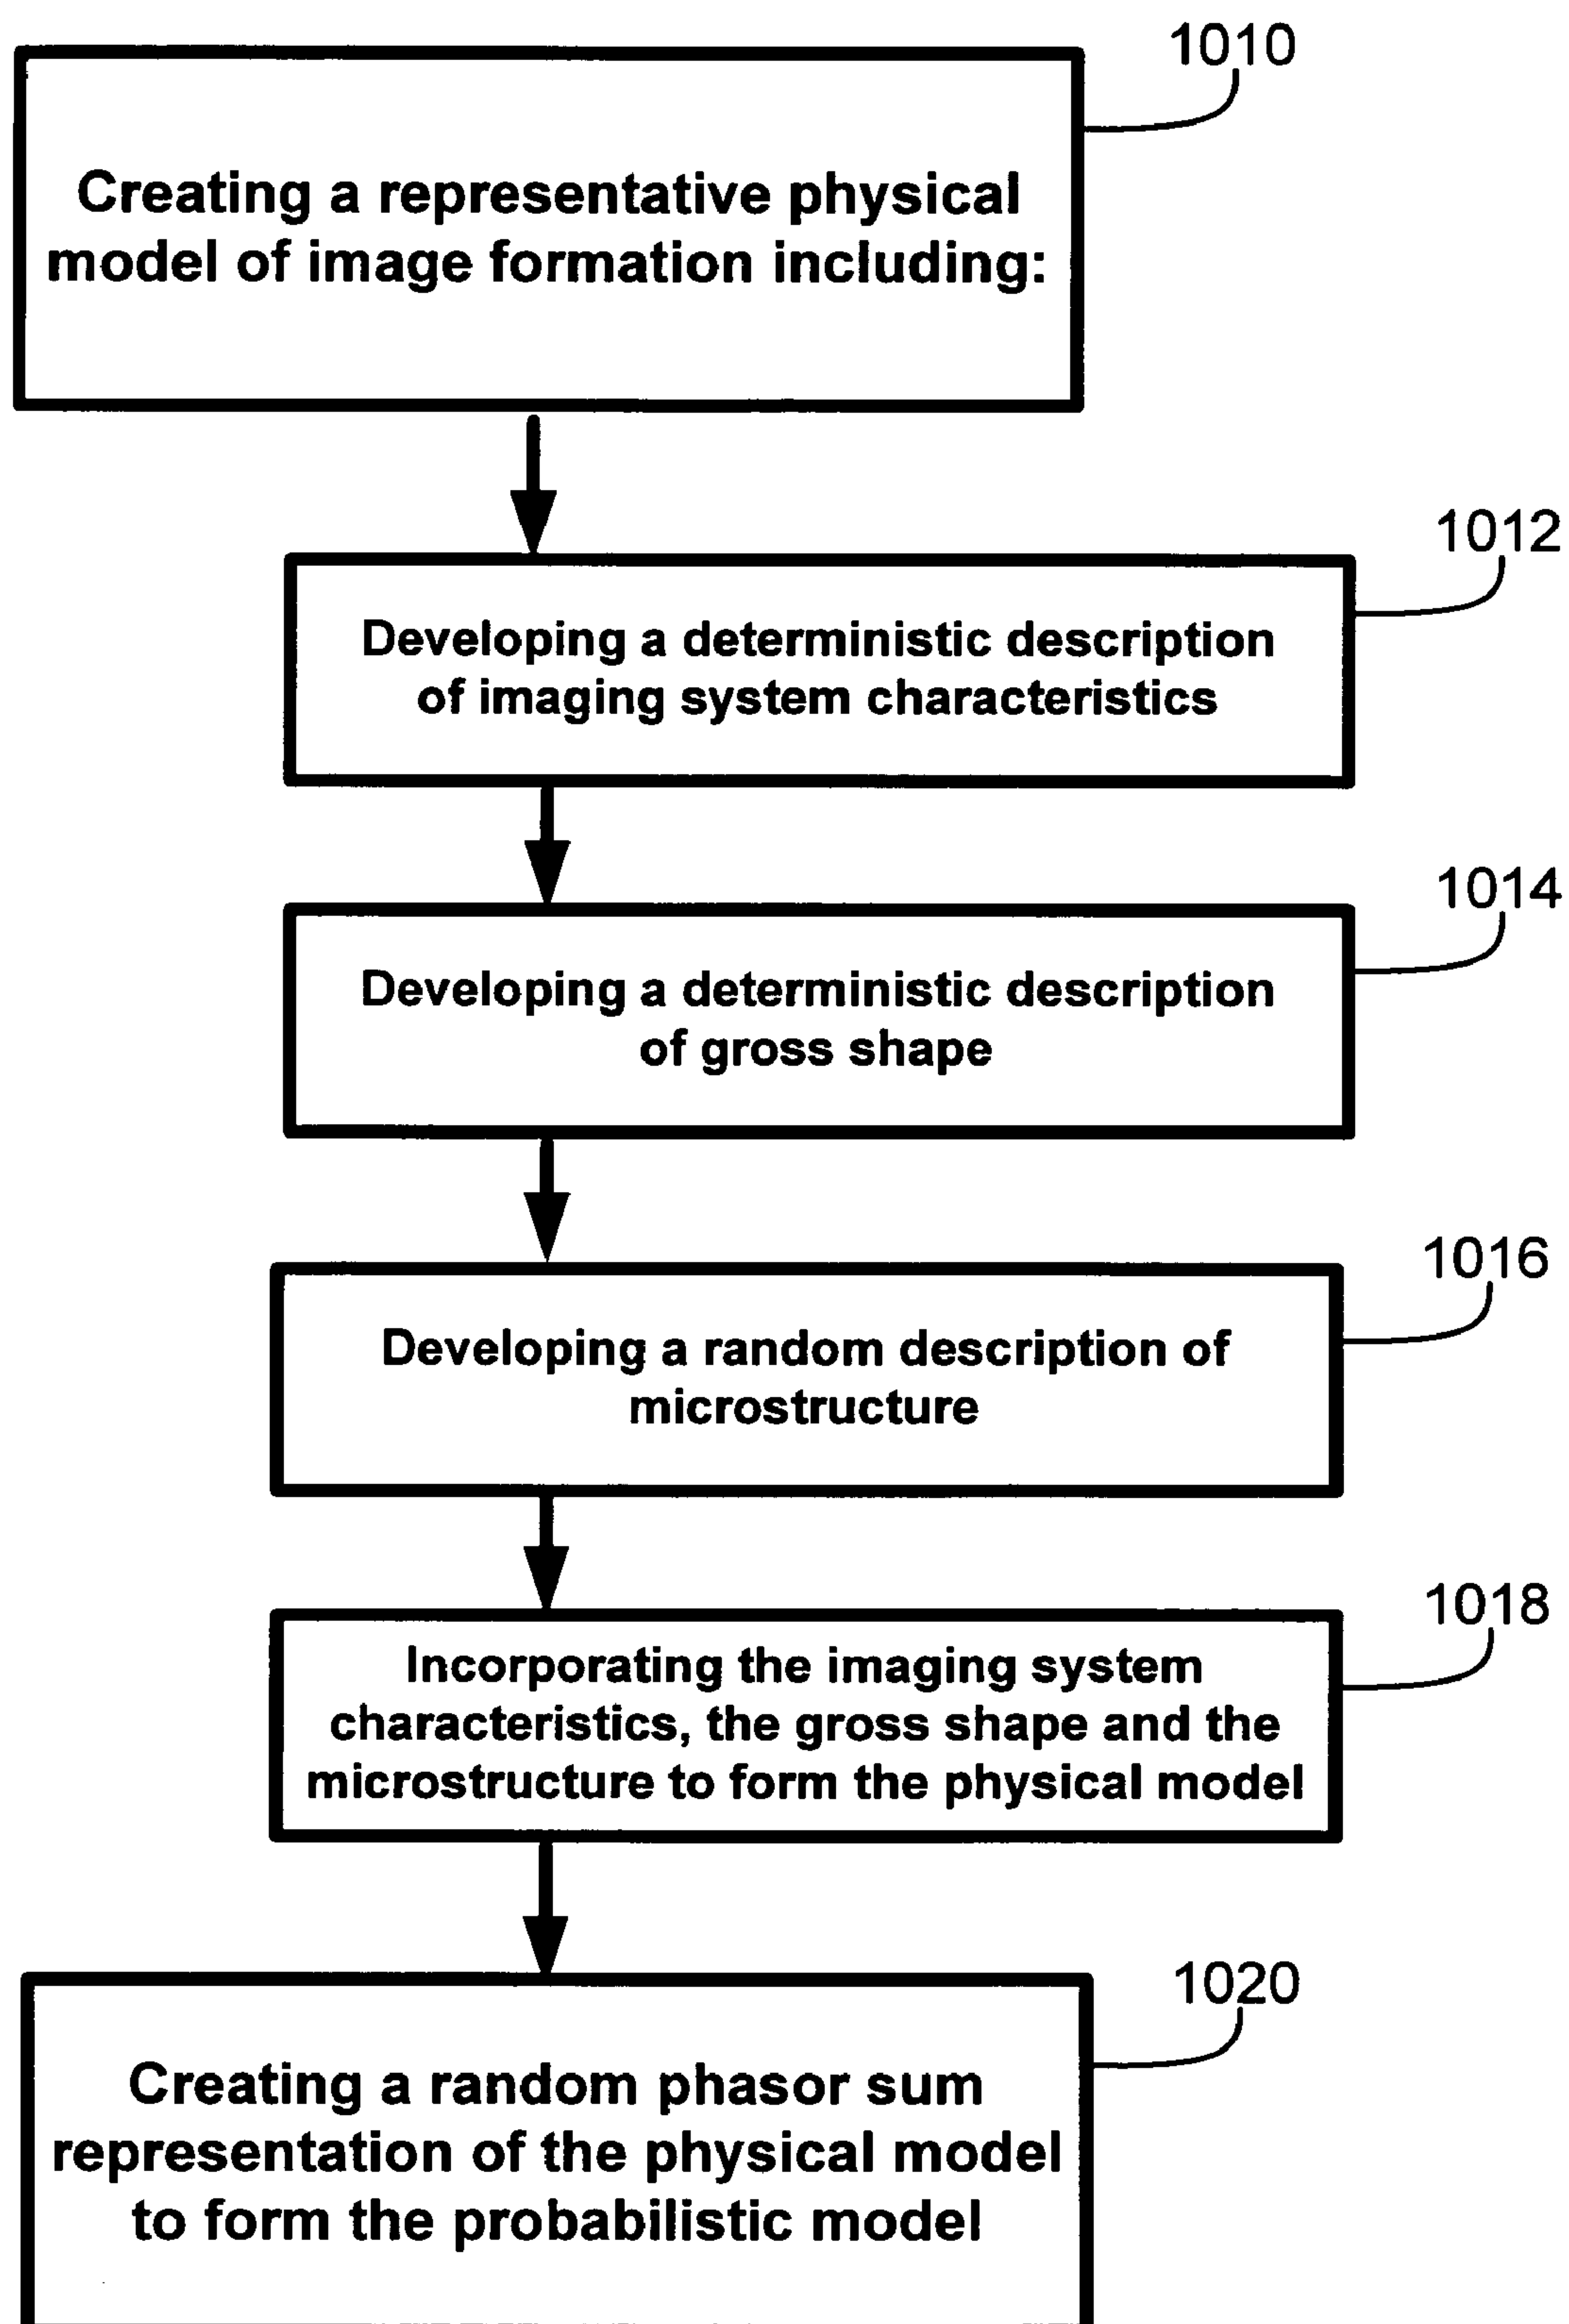 1010
Creating a representative physical
model of image formation including:
1012
Developing a deterministic description
of imaging system characteristics
1014
Developing a deterministic description
of gross shape
1016
Developing a random description of
microstructure
1018
Incorporating the imaging system
characteristics, the gross shape and the
microstructure to form the physical model
1020
Creating a random phasor sum
representation of the physical model
to form the probabilistic model